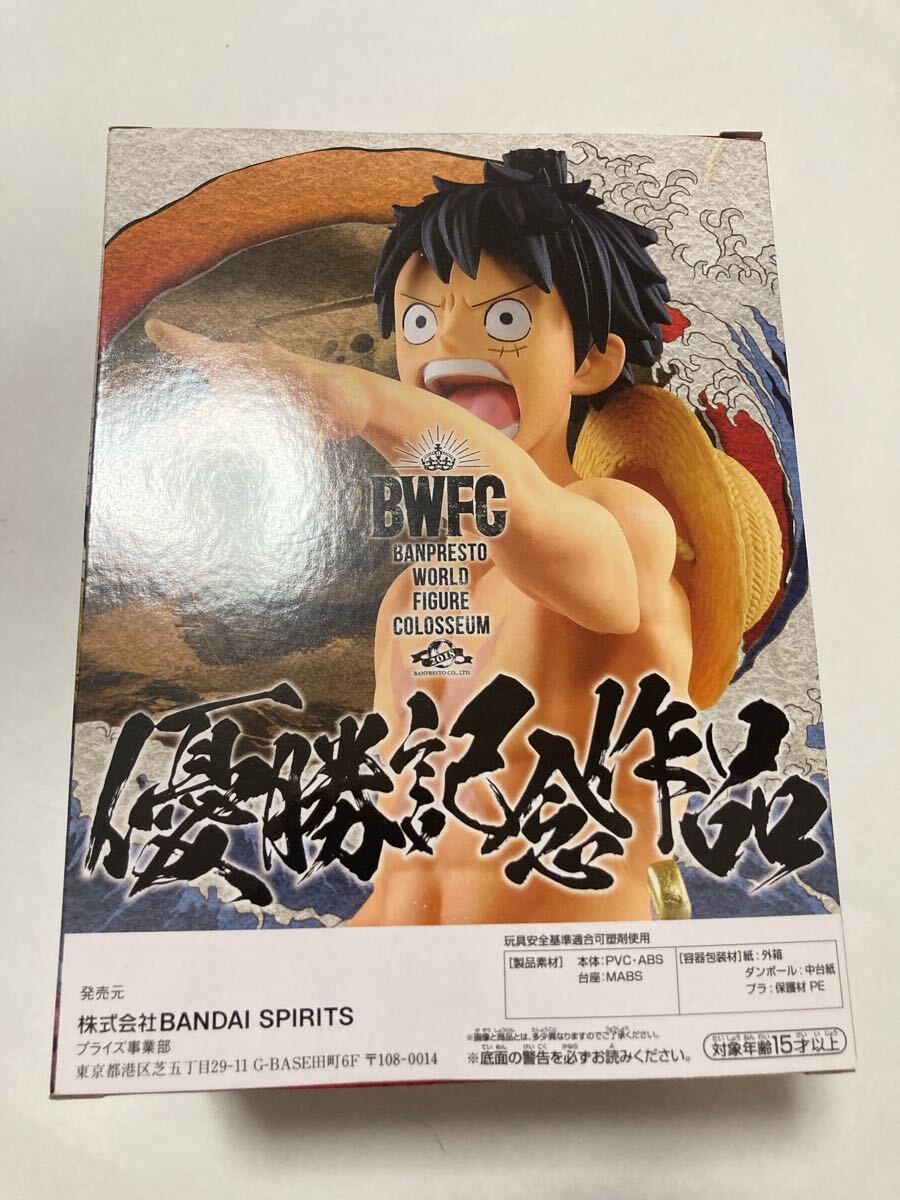 BWFC
BANPRESTO
WORLD
FIGURE
COLOSSEUM
2018
BANPRESTO CO., LTD.
優勝記念作品
玩具安全基準適合可塑剤使用
[製品素材] 本体:PVC・ABS
台座:MABS
[容器包装材] 紙:外箱
ダンボール:中台紙
プラ:保護材 PE
発売元
株式会社BANDAI SPIRITS
プライズ事業部
東京都港区芝五丁目29-11 G-BASE田町6F 〒108-0014
※画像と商品とは、多少異なりますのでご了承ください。
※底面の警告を必ずお読みください。
対象年齢15才以上